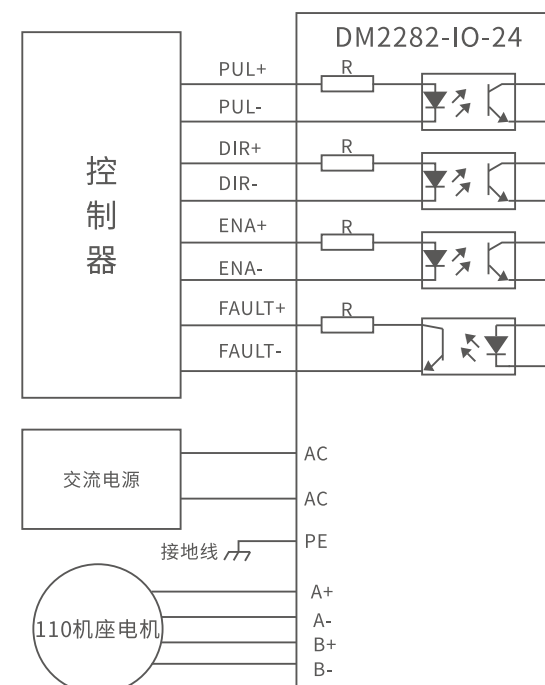 DM2282-IO-24
控
制
器
PUL+
R
PUL-
DIR+
R
DIR-
ENA+
R
ENA-
FAULT+
R
FAULT-
交流电源
AC
AC
接地线
PE
110机座电机
A+
A-
B+
B-